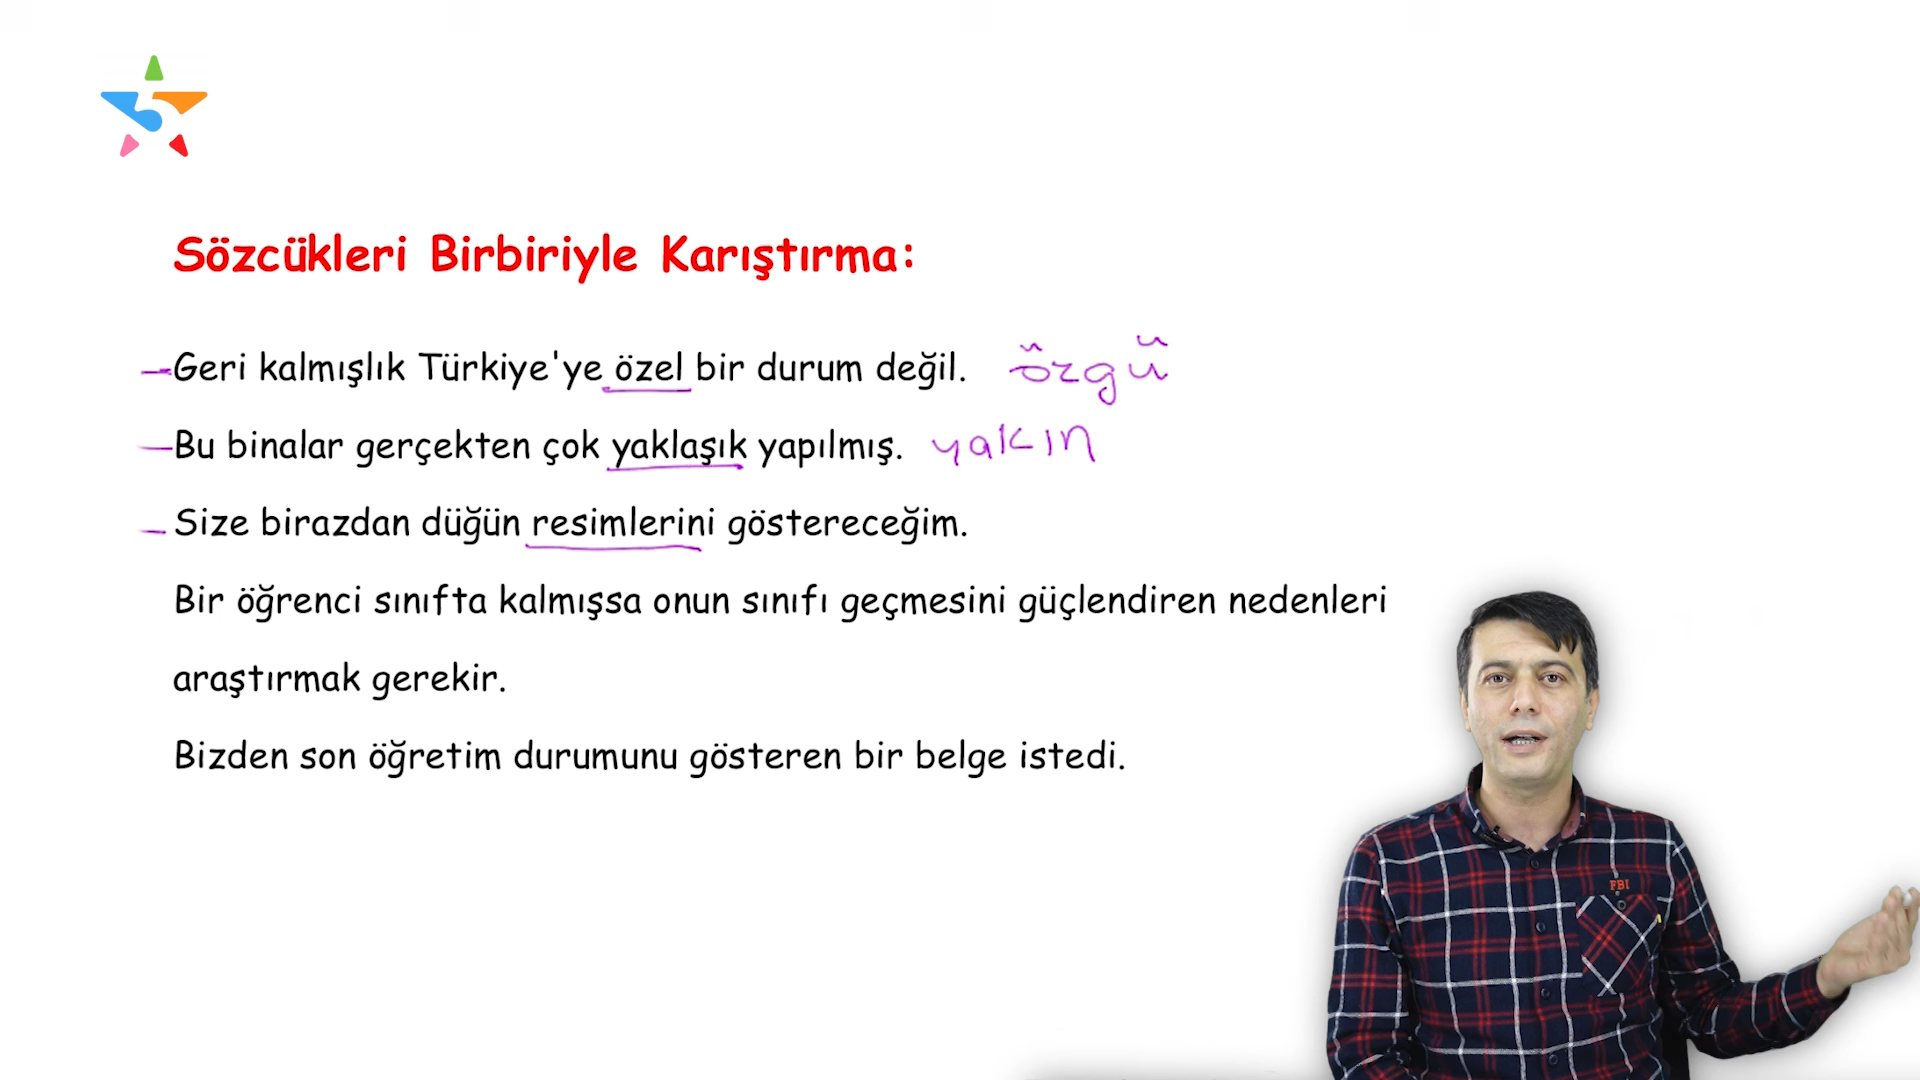 Sözcükleri Birbiriyle Karıştırma:
Geri kalmışlık Türkiye'ye özel bir durum değil. özgü
Bu binalar gerçekten çok yaklaşık yapılmış. yakın
Size birazdan düğün resimlerini göstereceğim.
Bir öğrenci sınıfta kalmışsa onun sınıfı geçmesini güçlendiren nedenleri
araştırmak gerekir.
Bizden son öğretim durumunu gösteren bir belge istedi.
FBI